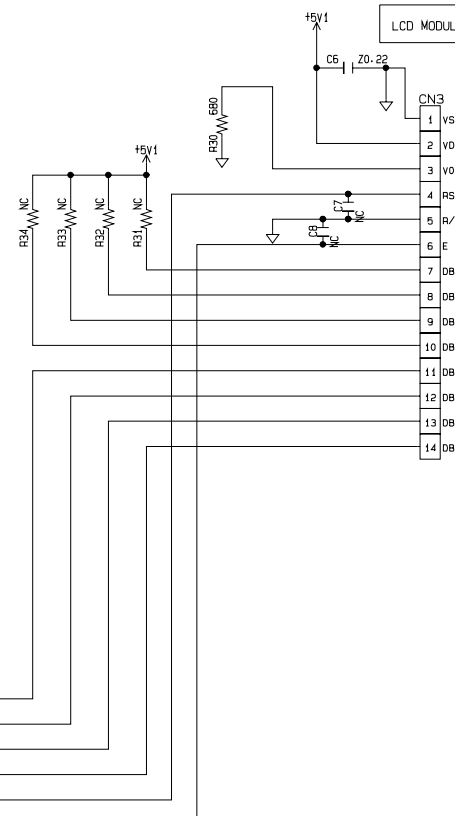 +5V1
LCD MODUL
C6
Z0.22
CN3
R30
680
+5V1
1 VS
2 VD
3 VO
4 RS
5 R/
6 E
7 DB
8 DB
9 DB
10 DB
11 DB
12 DB
13 DB
14 DB
R34
NC
R33
NC
R32
NC
R31
NC
C7
NC
C8
NC